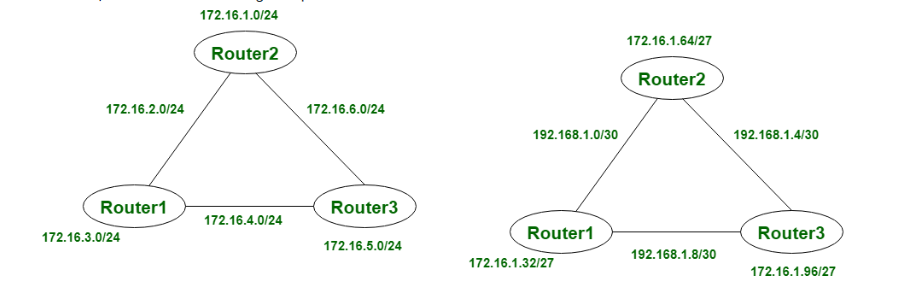 172.16.1.0/24
Router2
172.16.2.0/24
172.16.6.0/24
Router1
172.16.4.0/24
Router3
172.16.3.0/24
172.16.5.0/24
172.16.1.64/27
Router2
192.168.1.0/30
192.168.1.4/30
Router1
192.168.1.8/30
Router3
172.16.1.32/27
172.16.1.96/27